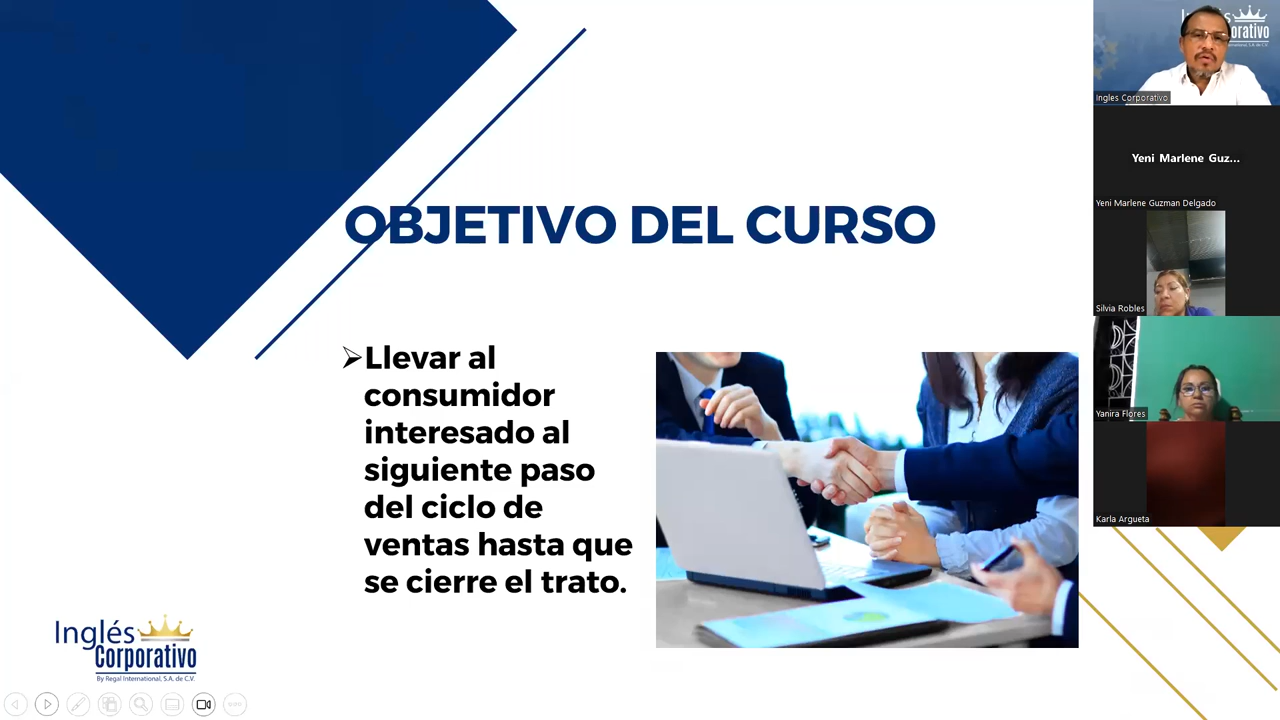 OBJETIVO DEL CURSO
➢Llevar al
consumidor
interesado al
siguiente paso
del ciclo de
ventas hasta que
se cierre el trato.
Inglés
Corporativo
By Regal International, S.A. de C.V.
Ingles Corporativo
Yeni Marlene Guz...
Yeni Marlene Guzman Delgado
Silvia Robles
Yanira Flores
Karla Argueta